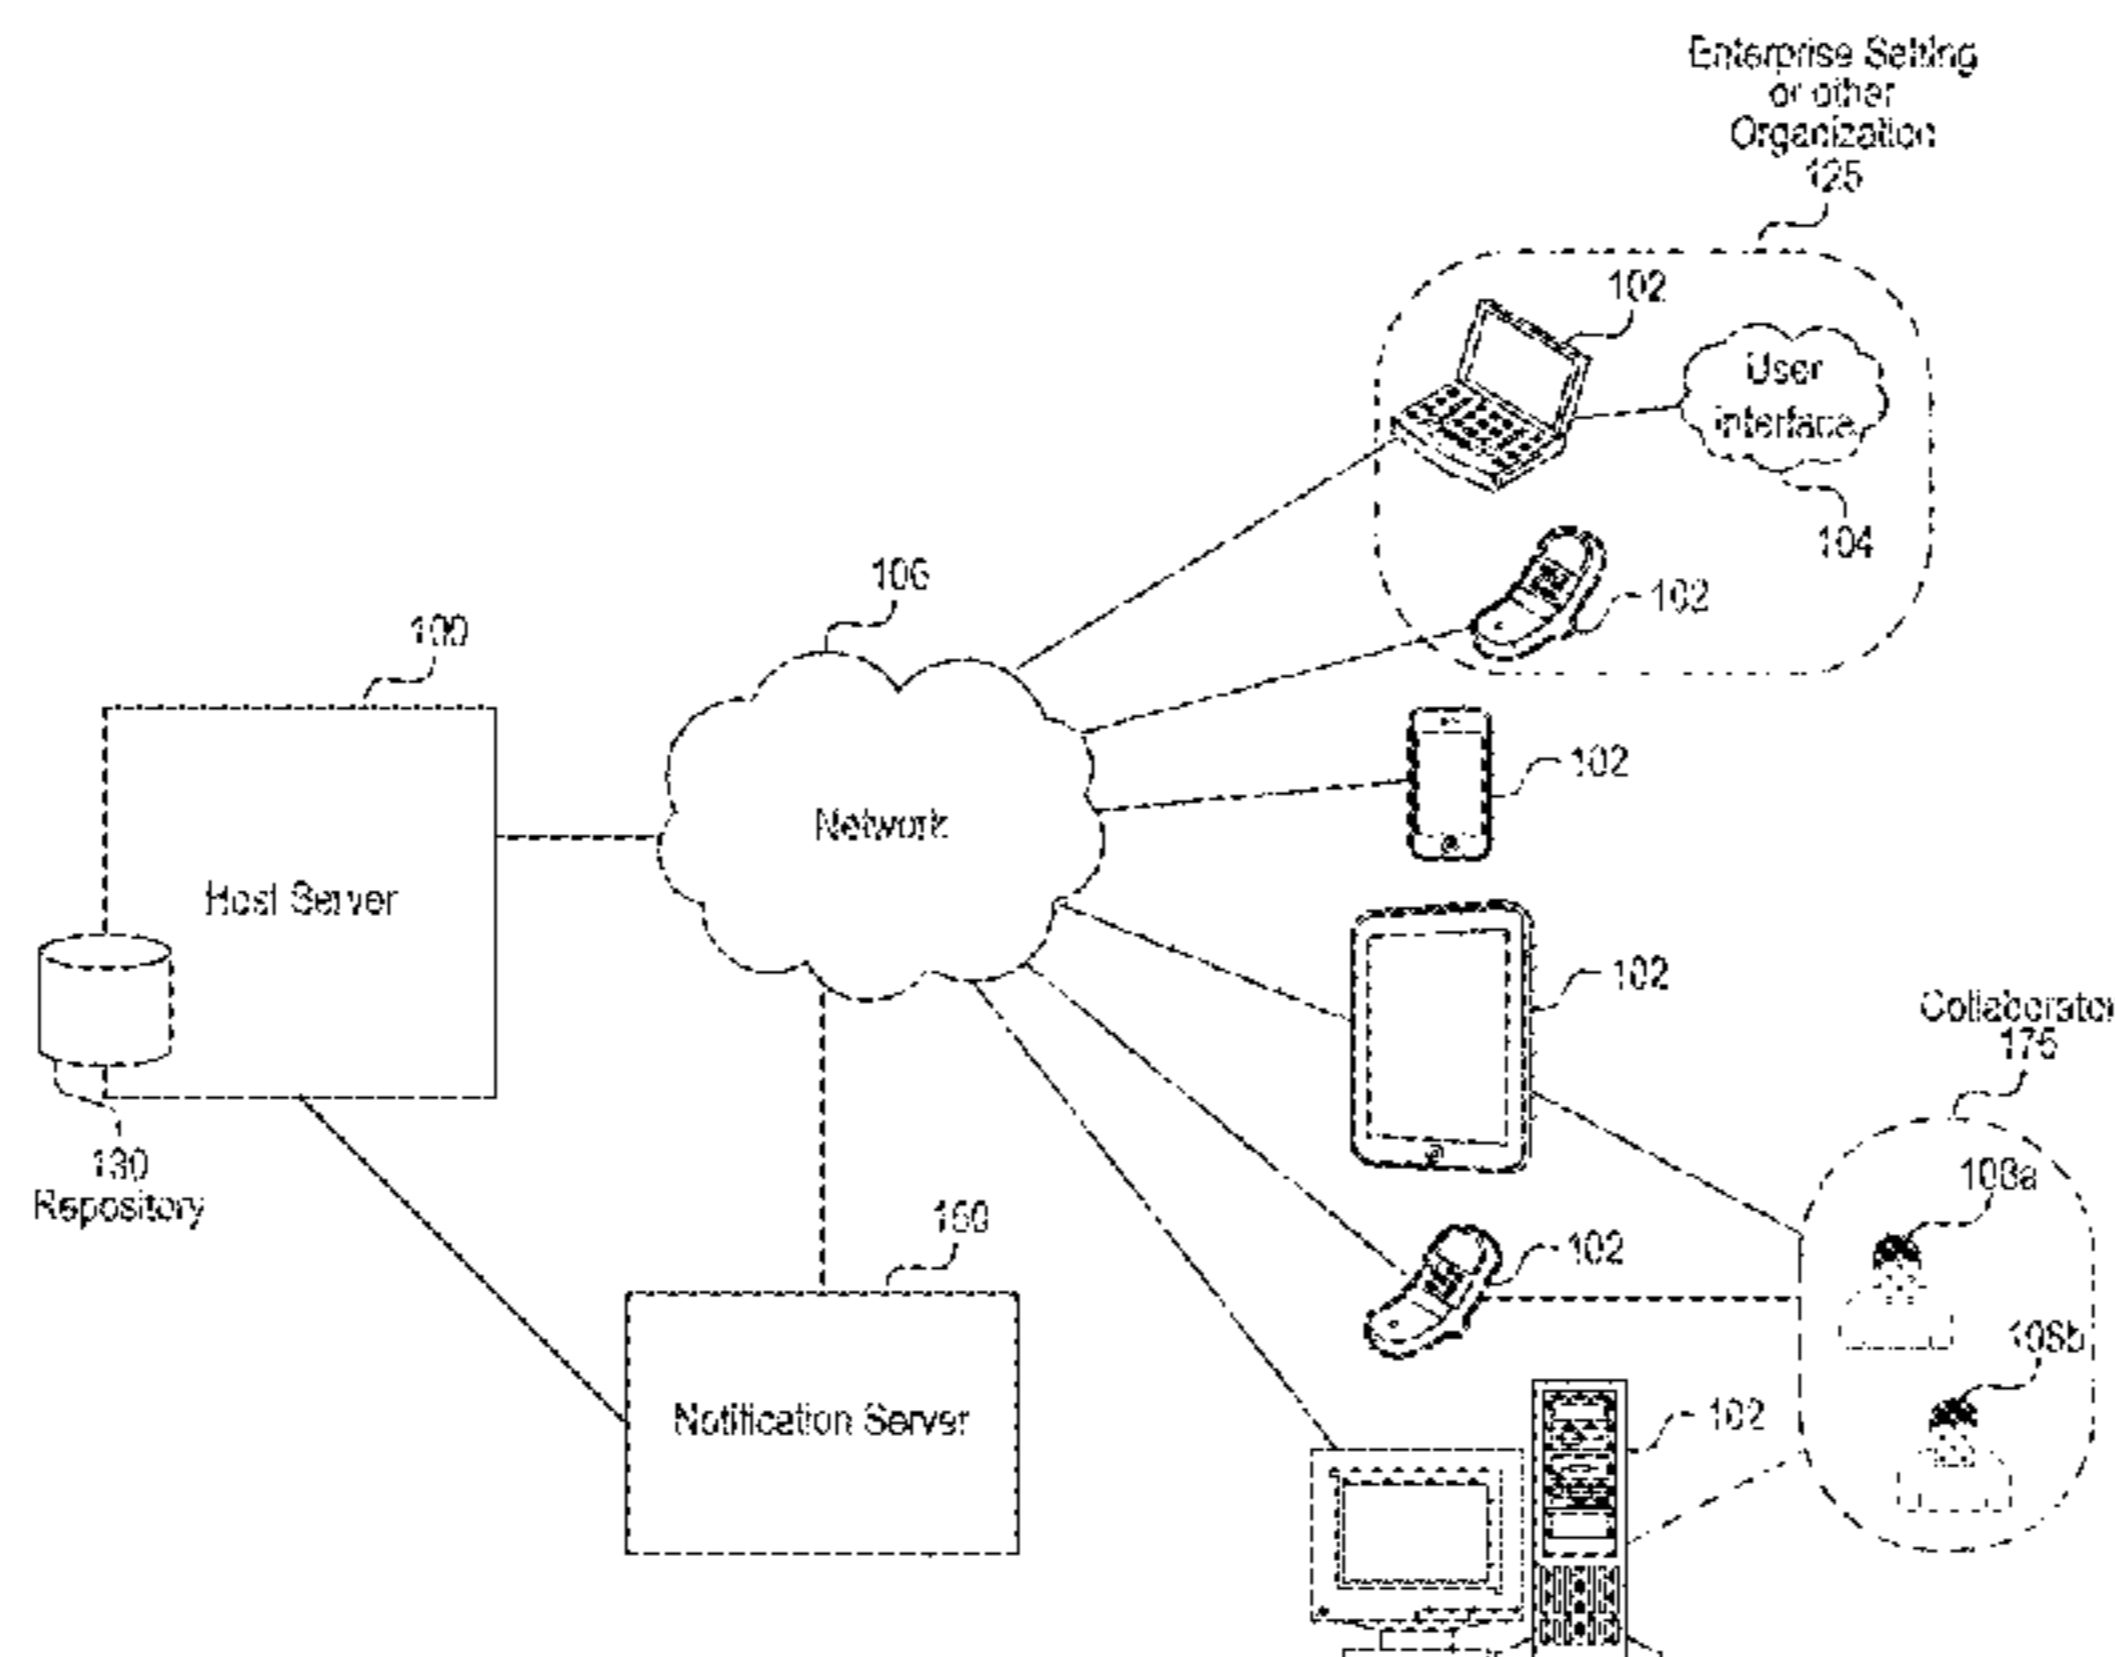 Enterprise Setting
or other
Organization
125
102
User
interface
104
102
106
100
102
Network
Host Server
102
Collaborator
175
130
Repository
108a
102
108b
102
Notification Server